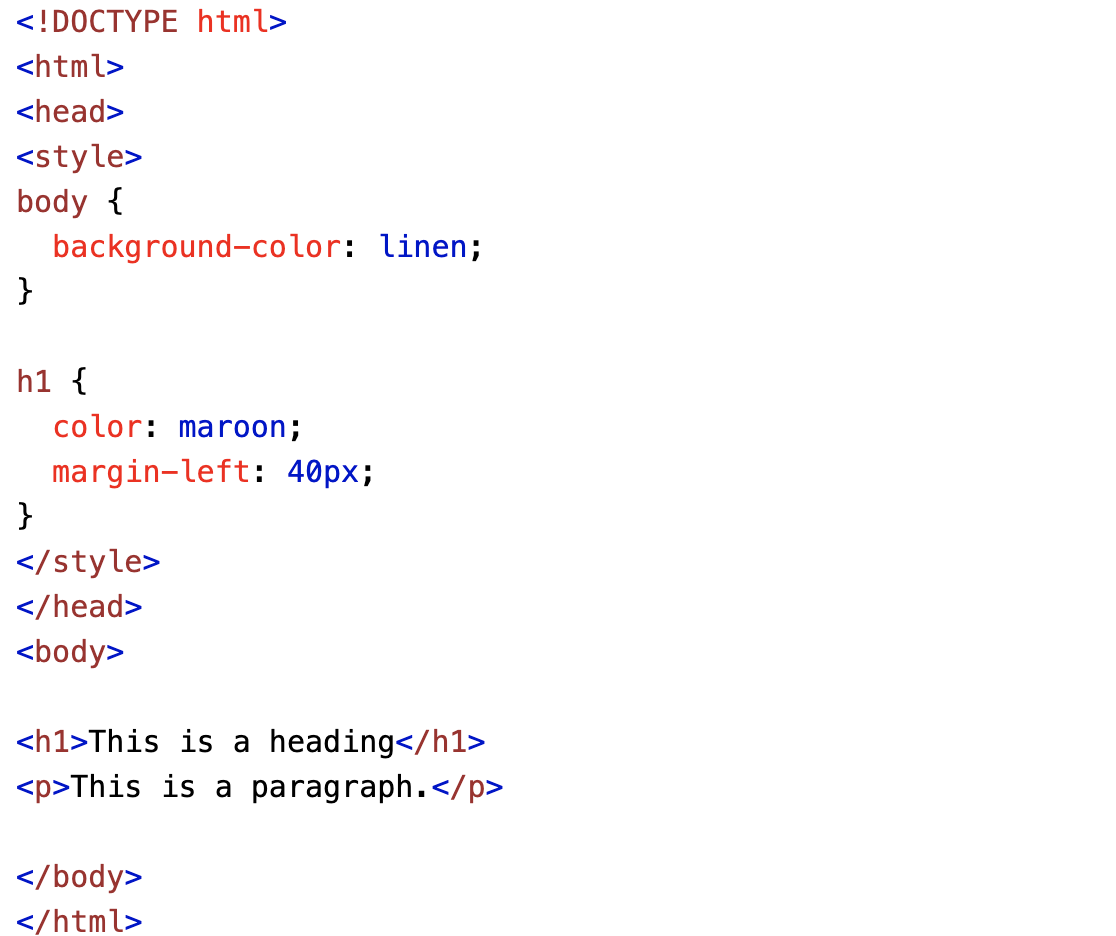 <!DOCTYPE html>
<html>
<head>
<style>
body {
  background-color: linen;
}

h1 {
  color: maroon;
  margin-left: 40px;
}
</style>
</head>
<body>

<h1>This is a heading</h1>
<p>This is a paragraph.</p>

</body>
</html>